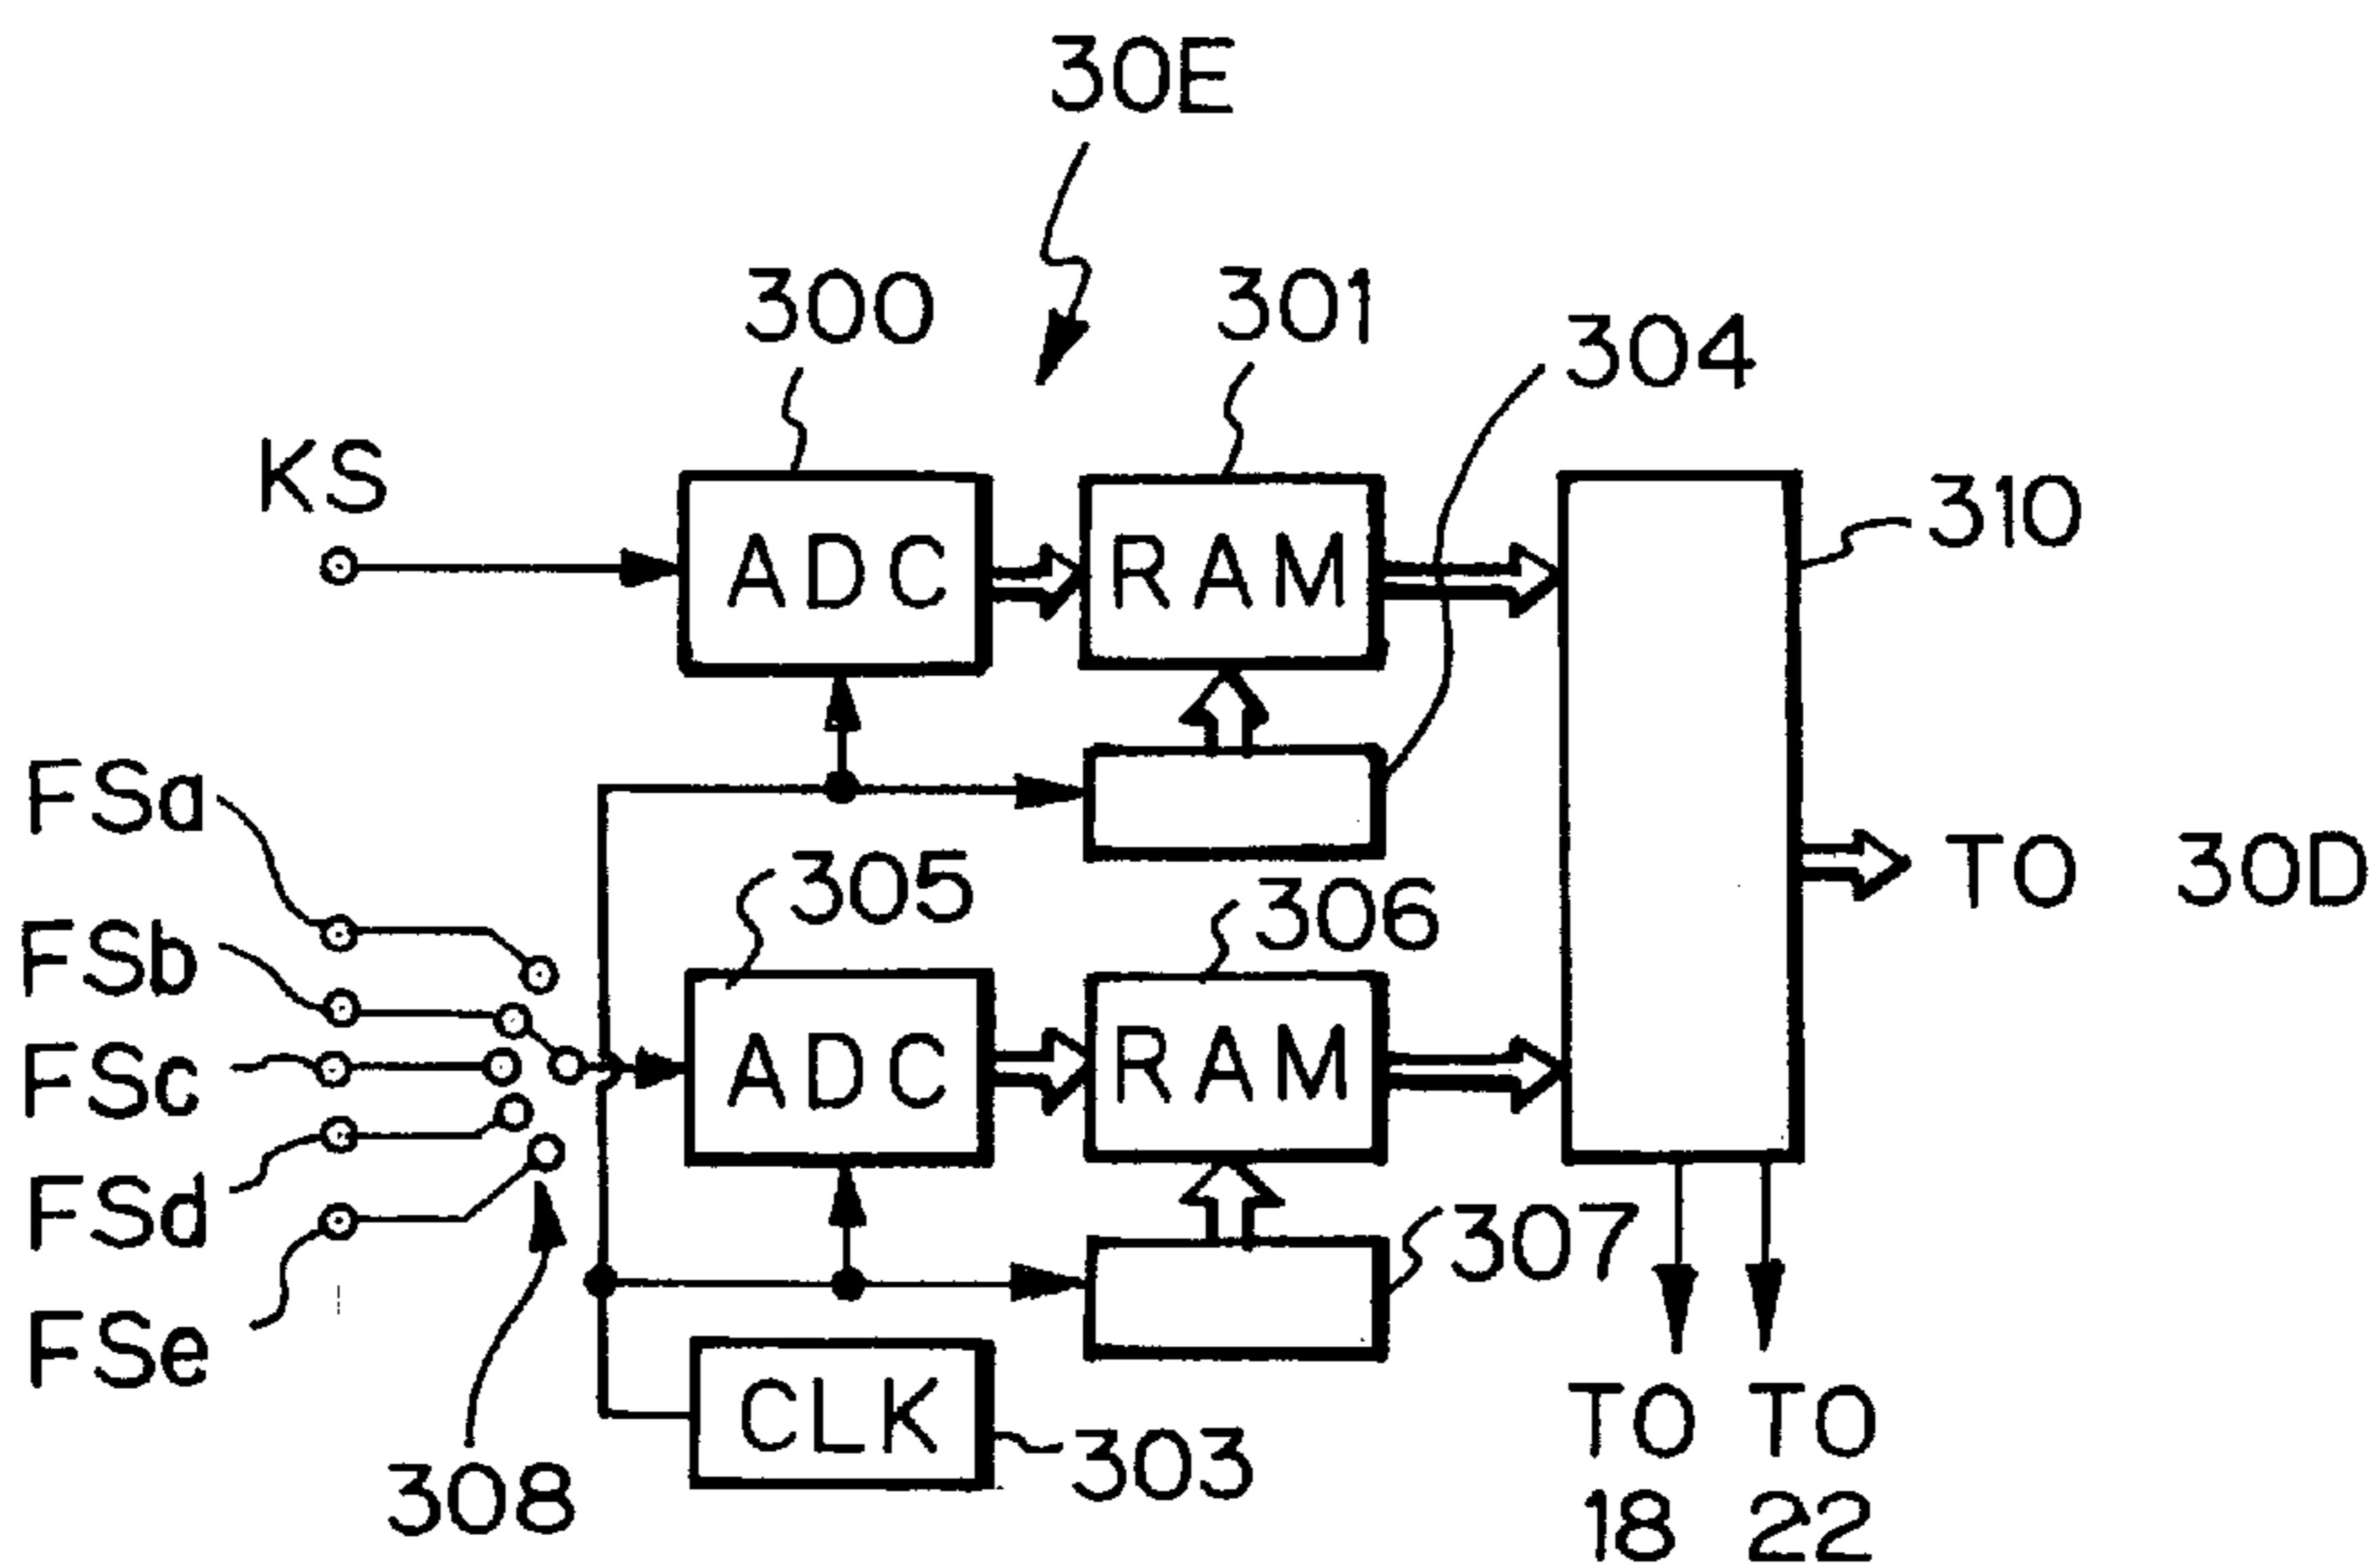 30E
300
301
304
KS
310
ADC
RAM
FSa
305
306
TO 30D
FSb
FSc
ADC
RAM
FSd
307
FSe
CLK
303
308
TO TO
18 22